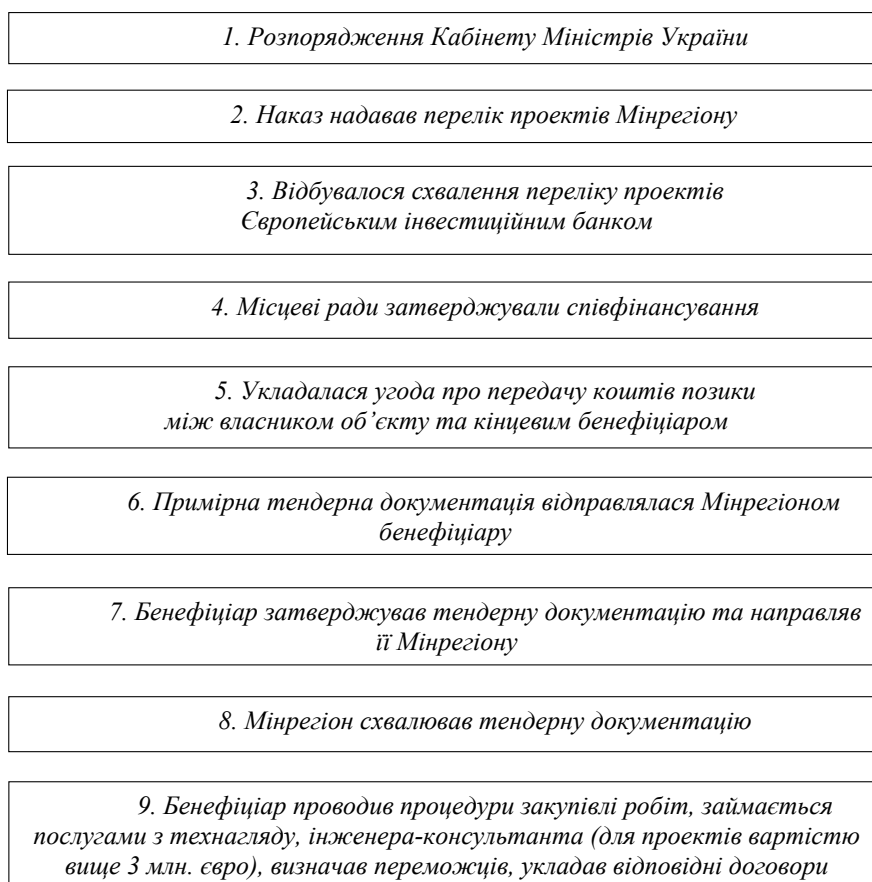 1. Розпорядження Кабінету Міністрів України
2. Наказ надавав перелік проектів Мінрегіону
3. Відбувалося схвалення переліку проектів
Європейським інвестиційним банком
4. Місцеві ради затверджували співфінансування
5. Укладалася угода про передачу коштів позики
між власником об’єкту та кінцевим бенефіціаром
6. Примірна тендерна документація відправлялася Мінрегіоном
бенефіціару
7. Бенефіціар затверджував тендерну документацію та направляв
її Мінрегіону
8. Мінрегіон схвалював тендерну документацію
9. Бенефіціар проводив процедури закупівлі робіт, займається
послугами з технагляду, інженера-консультанта (для проектів вартістю
вище 3 млн. євро), визначав переможців, укладав відповідні договори